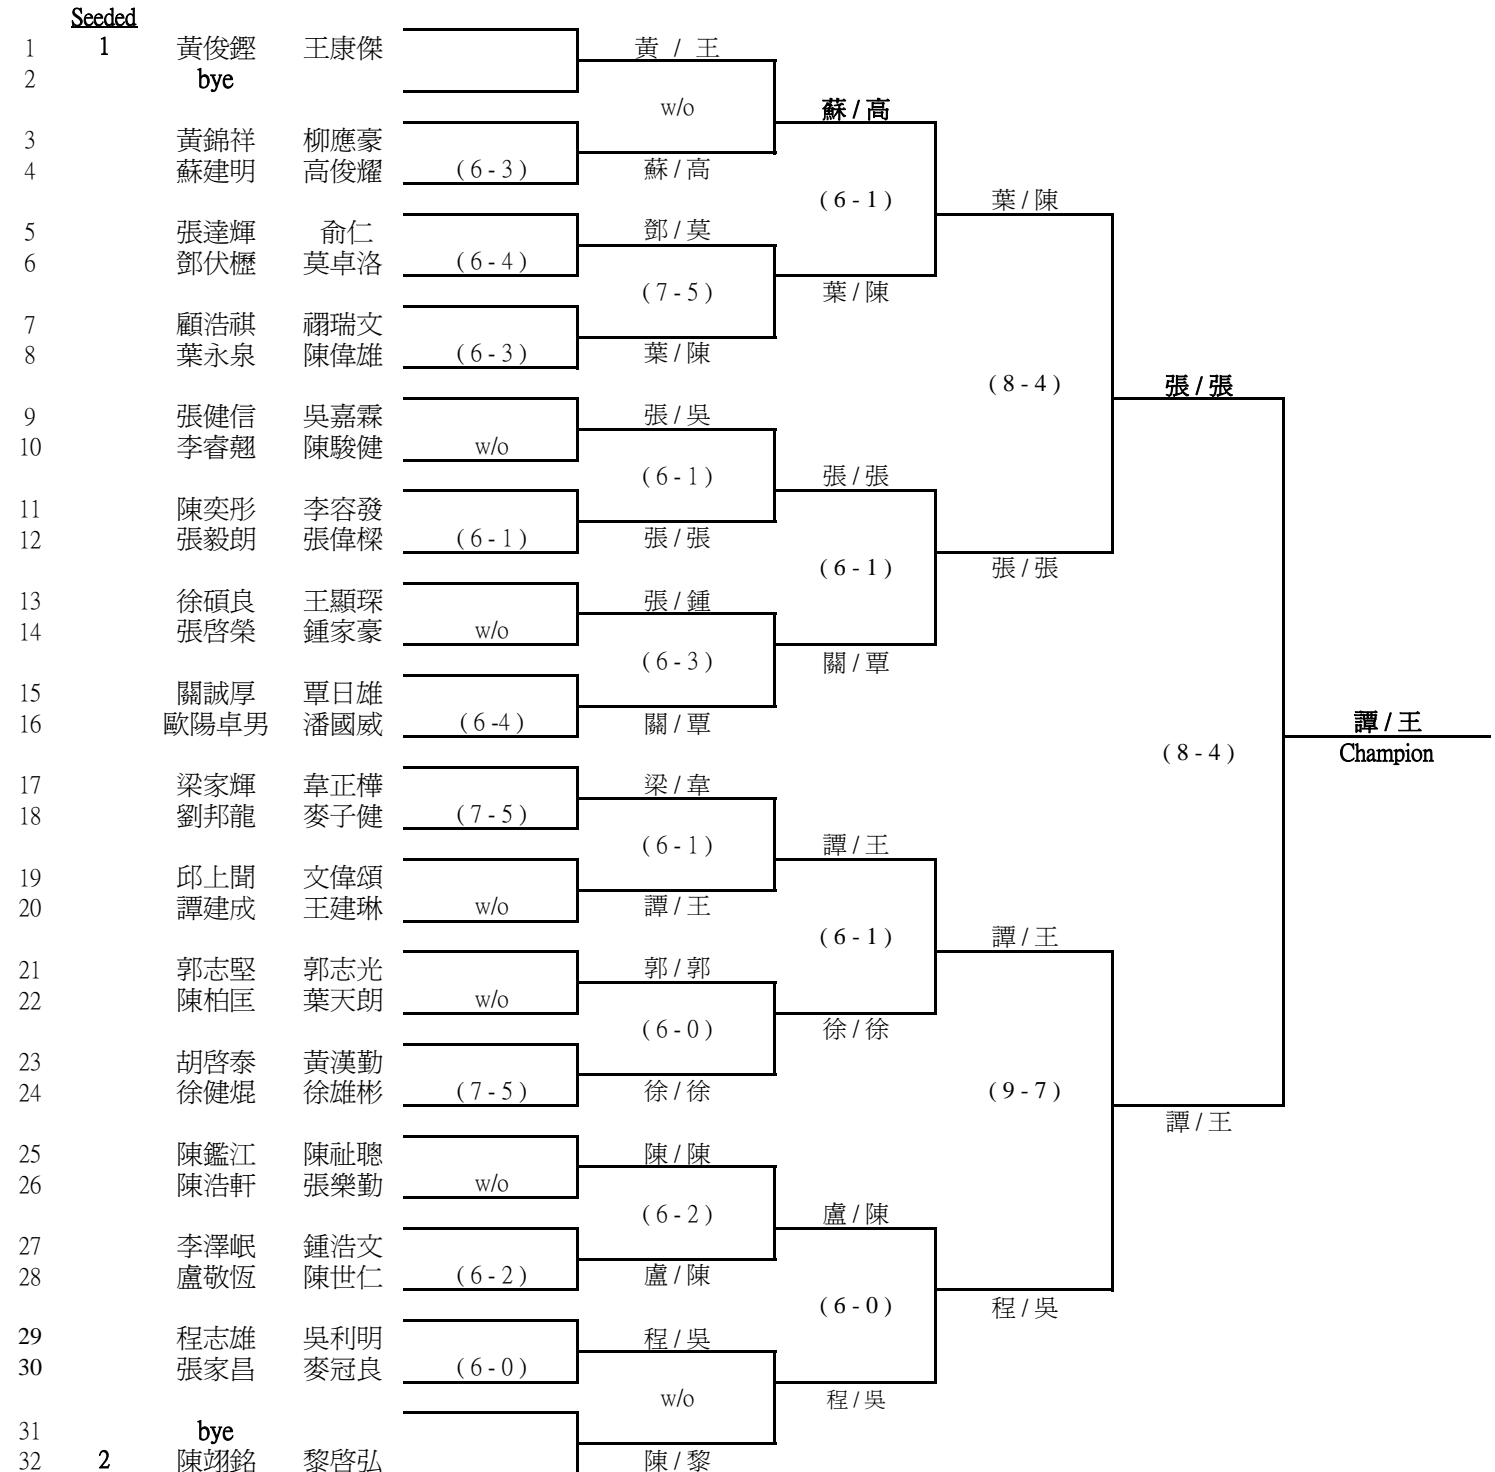 Seeded
1 1 黃俊鏗 王康傑 黃 / 王
2 bye
w/o 蘇 / 高
3 黃錦祥 柳應豪
4 蘇建明 高俊耀 ( 6 - 3 ) 蘇 / 高
( 6 - 1 ) 葉 / 陳
5 張達輝 俞仁 鄧 / 莫
6 鄧伏櫪 莫卓洛 ( 6 - 4 )
( 7 - 5 ) 葉 / 陳
7 顧浩祺 禤瑞文
8 葉永泉 陳偉雄 ( 6 - 3 ) 葉 / 陳
( 8 - 4 ) 張 / 張
9 張健信 吳嘉霖 張 / 吳
10 李睿翹 陳駿健 w/o
( 6 - 1 ) 張 / 張
11 陳奕彤 李容發
12 張毅朗 張偉樑 ( 6 - 1 ) 張 / 張
( 6 - 1 ) 張 / 張
13 徐碩良 王顯琛 張 / 鍾
14 張啓榮 鍾家豪 w/o
( 6 - 3 ) 關 / 覃
15 關誠厚 覃日雄
16 歐陽卓男 潘國威 ( 6 -4 ) 關 / 覃 譚 / 王
( 8 - 4 ) Champion
17 梁家輝 韋正樺 梁 / 韋
18 劉邦龍 麥子健 ( 7 - 5 )
( 6 - 1 ) 譚 / 王
19 邱上聞 文偉頌
20 譚建成 王建琳 w/o 譚 / 王
( 6 - 1 ) 譚 / 王
21 郭志堅 郭志光 郭 / 郭
22 陳柏匡 葉天朗 w/o
( 6 - 0 ) 徐 / 徐
23 胡啓泰 黃漢勤
24 徐健焜 徐雄彬 ( 7 - 5 ) 徐 / 徐 ( 9 - 7 )
譚 / 王
25 陳鑑江 陳祉聰 陳 / 陳
26 陳浩軒 張樂勤 w/o
( 6 - 2 ) 盧 / 陳
27 李澤岷 鍾浩文
28 盧敬恆 陳世仁 ( 6 - 2 ) 盧 / 陳
( 6 - 0 ) 程 / 吳
29 程志雄 吳利明 程 / 吳
30 張家昌 麥冠良 ( 6 - 0 )
w/o 程 / 吳
31 bye
32 2 陳翊銘 黎啓弘 陳 / 黎